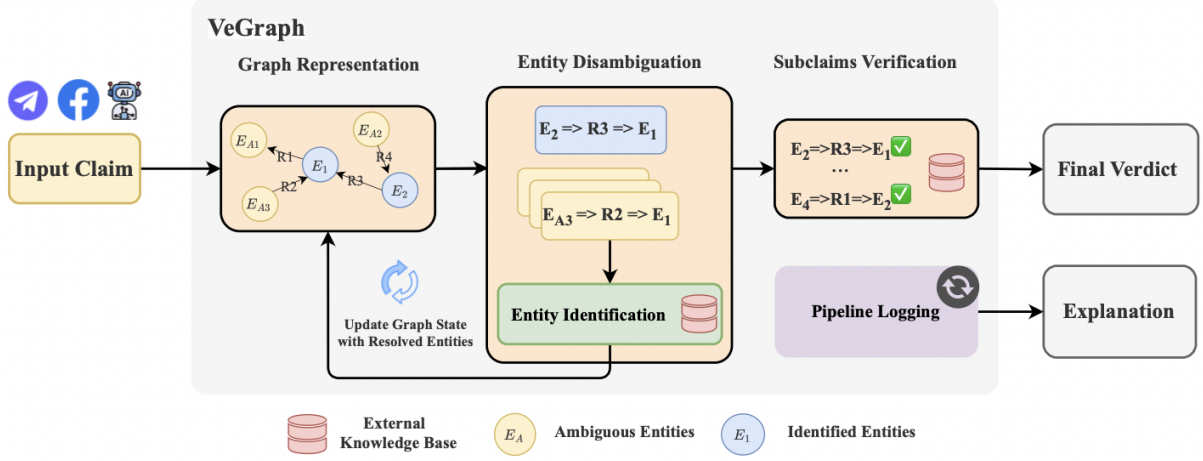 VeGraph
Graph Representation
Entity Disambiguation
Subclaims Verification
AI
Input Claim
E_A1
E_A2
R1
R4
E_1
R2
R3
E_A3
E_2
E_2 => R3 => E_1
E_A3 => R2 => E_1
Entity Identification
Update Graph State
with Resolved Entities
E_2=>R3=>E_1
...
E_4=>R1=>E_2
Final Verdict
Pipeline Logging
Explanation
External
Knowledge Base
E_A
Ambiguous Entities
E_1
Identified Entities